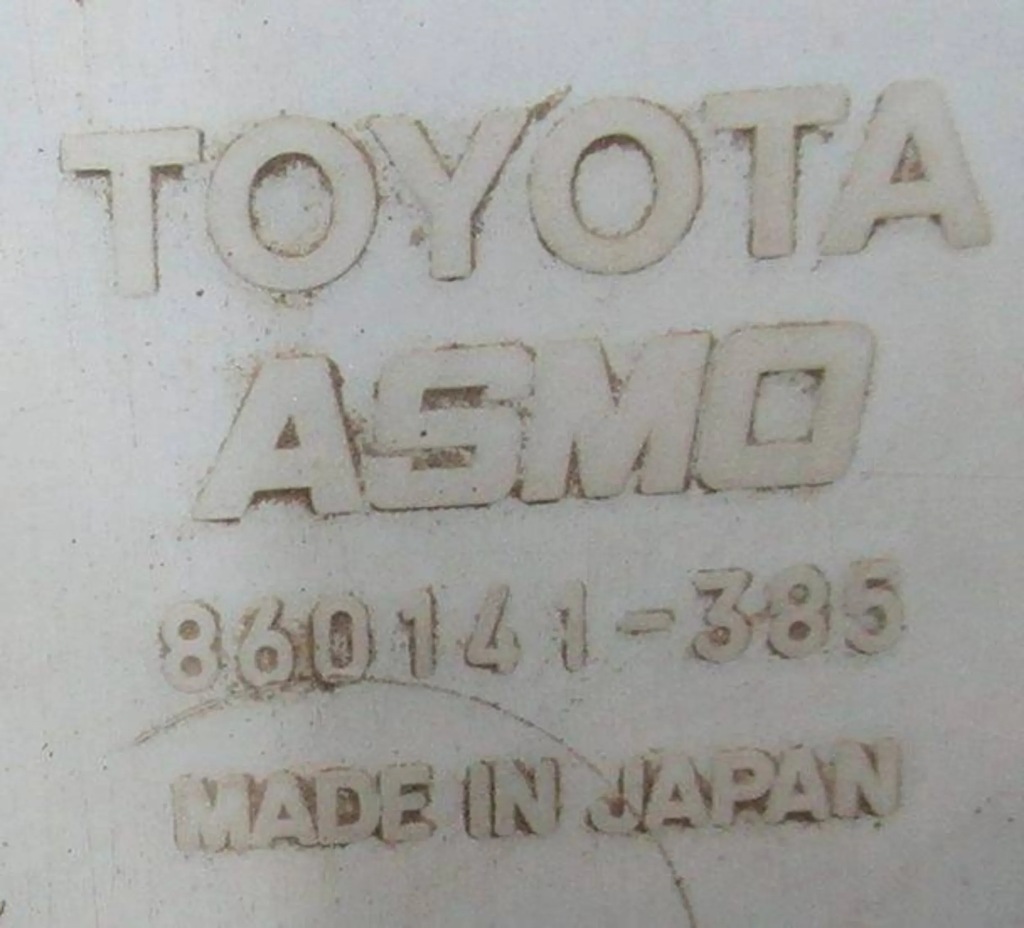 TOYOTA
ASMO
860141-385
MADE IN JAPAN